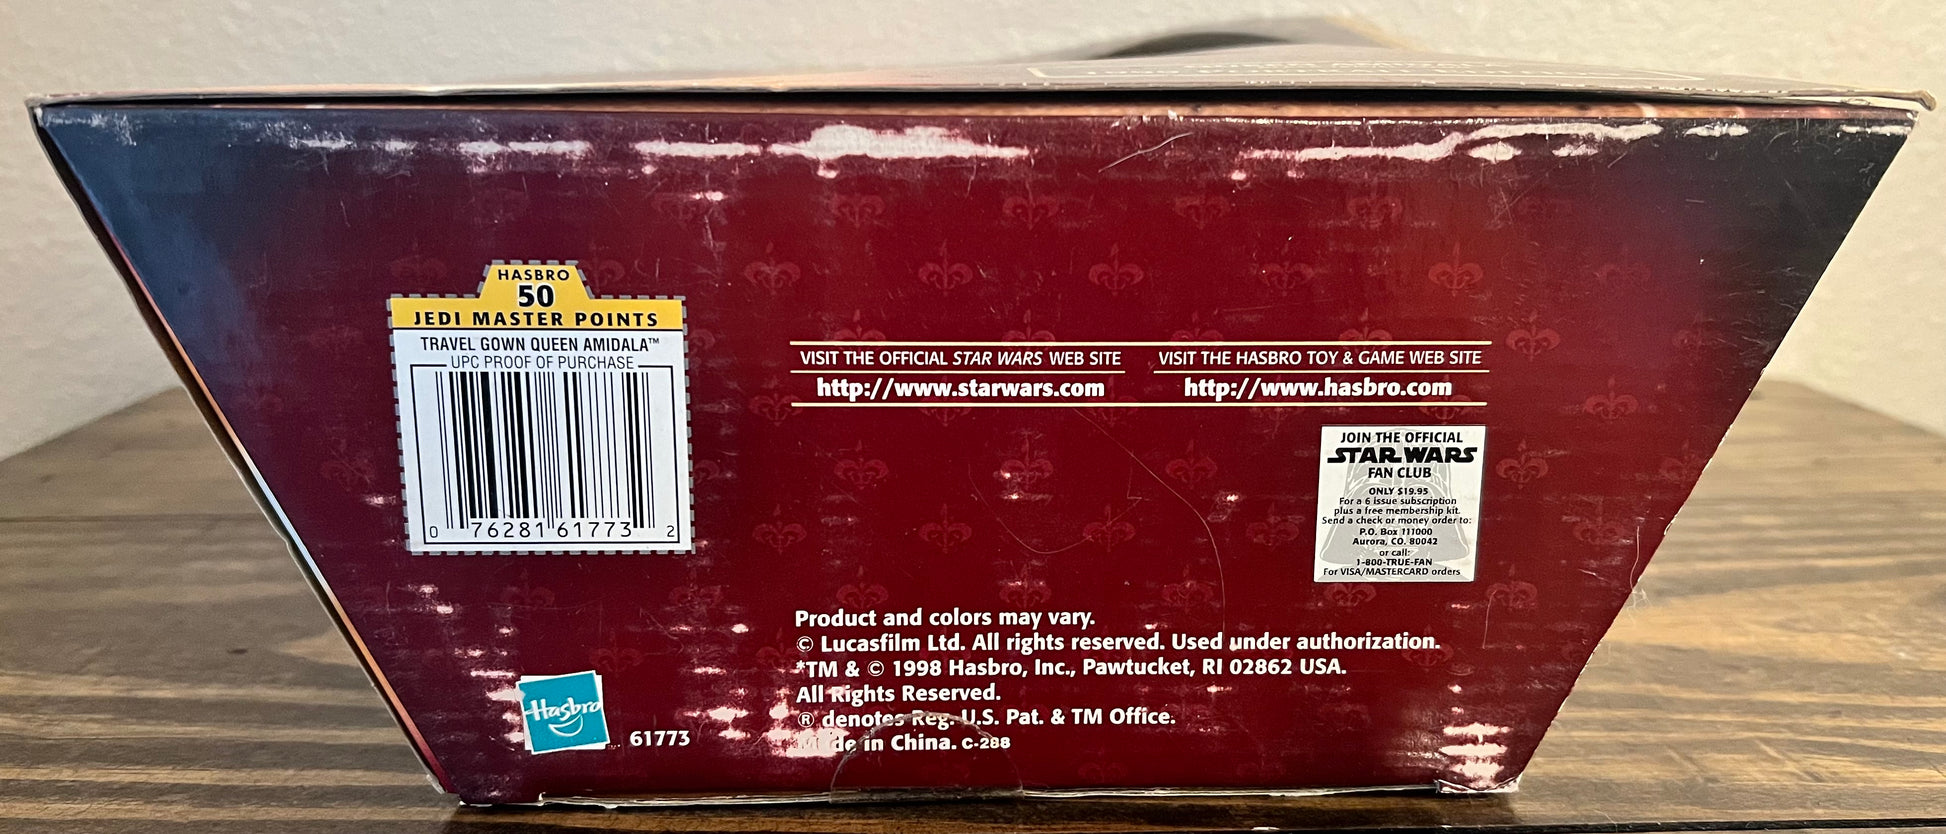 HASBRO
50
JEDI MASTER POINTS
TRAVEL GOWN QUEEN AMIDALA™
UPC PROOF OF PURCHASE
0 76281 61773 2
VISIT THE OFFICIAL STAR WARS WEB SITE
http://www.starwars.com
VISIT THE HASBRO TOY & GAME WEB SITE
http://www.hasbro.com
JOIN THE OFFICIAL
STAR WARS
FAN CLUB
ONLY $19.95
For a 6 issue subscription
plus a free membership kit.
Send a check or money order to:
P.O. Box 111000
Aurora, CO. 80042
or call:
1-800-TRUE-FAN
For VISA/MASTERCARD orders
Product and colors may vary.
© Lucasfilm Ltd. All rights reserved. Used under authorization.
*TM & © 1998 Hasbro, Inc., Pawtucket, RI 02862 USA.
All Rights Reserved.
® denotes Reg. U.S. Pat. & TM Office.
Made in China. C-288
Hasbro
™
61773